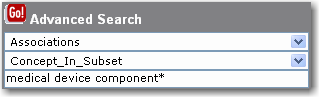 Go! Advanced Search
Associations
Concept_In_Subset
medical device component*